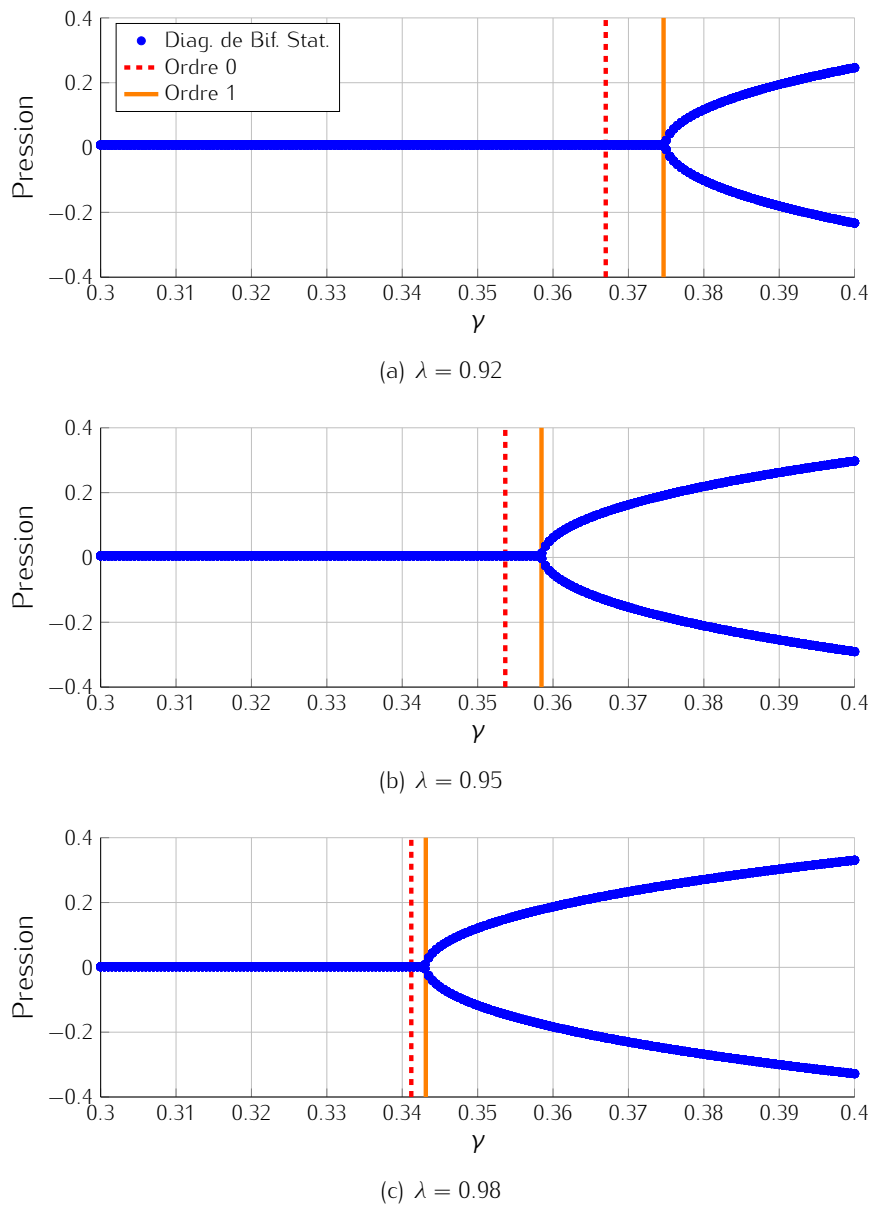 0.4
Diag. de Bif. Stat.
Ordre 0
Ordre 1
0.2
0
−0.2
−0.4
Pression
0.3 0.31 0.32 0.33 0.34 0.35 0.36 0.37 0.38 0.39 0.4
γ
(a) λ = 0.92
0.4
0.2
0
−0.2
−0.4
Pression
0.3 0.31 0.32 0.33 0.34 0.35 0.36 0.37 0.38 0.39 0.4
γ
(b) λ = 0.95
0.4
0.2
0
−0.2
−0.4
Pression
0.3 0.31 0.32 0.33 0.34 0.35 0.36 0.37 0.38 0.39 0.4
γ
(c) λ = 0.98